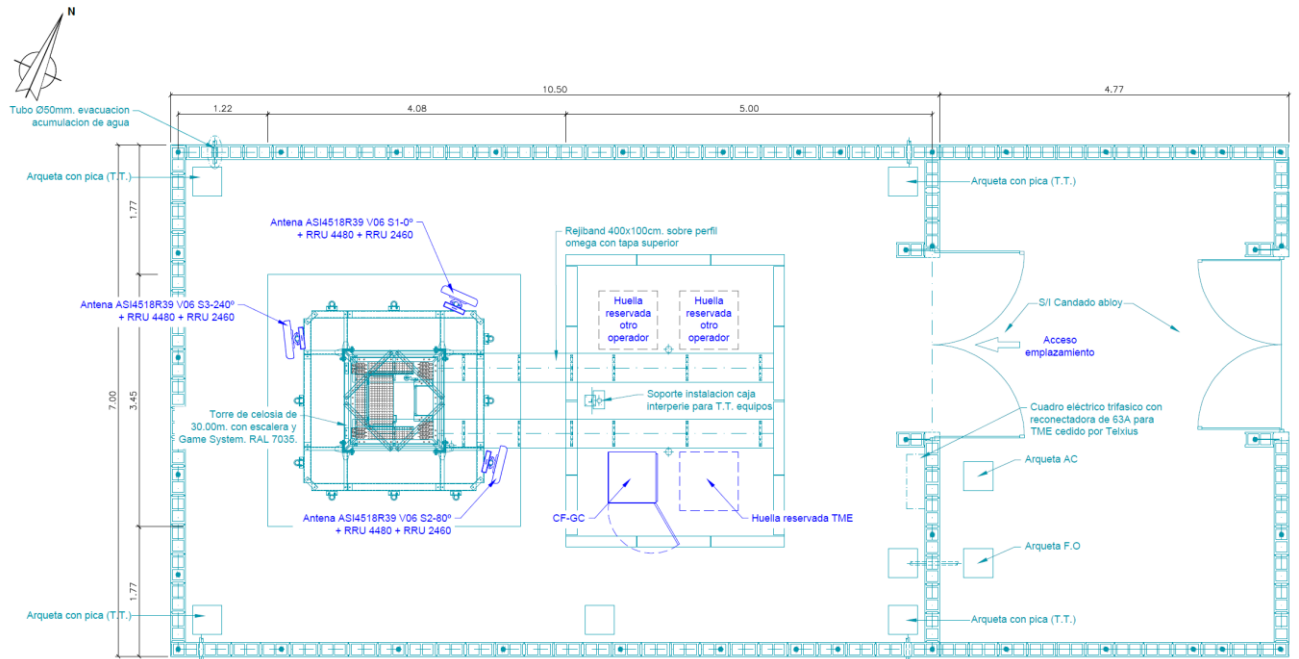 N
10.50
4.77
1.22
4.08
5.00
Tubo Ø50mm. evacuacion
acumulacion de agua
Arqueta con pica (T.T.)
Arqueta con pica (T.T.)
1.77
Antena ASI4518R39 V06 S1-0º
+ RRU 4480 + RRU 2460
Rejiband 400x100cm. sobre perfil
omega con tapa superior
Antena ASI4518R39 V06 S3-240º
+ RRU 4480 + RRU 2460
Huella
reservada
otro
operador
Huella
reservada
otro
operador
S/I Candado abloy
Acceso
emplazamiento
7.00
3.45
Soporte instalacion caja
interperie para T.T. equipos
Torre de celosia de
30.00m. con escalera y
Game System. RAL 7035.
Cuadro eléctrico trifasico con
reconectadora de 63A para
TME cedido por Telxius
Arqueta AC
Antena ASI4518R39 V06 S2-80º
+ RRU 4480 + RRU 2460
CF-GC
Huella reservada TME
Arqueta F.O
1.77
Arqueta con pica (T.T.)
Arqueta con pica (T.T.)